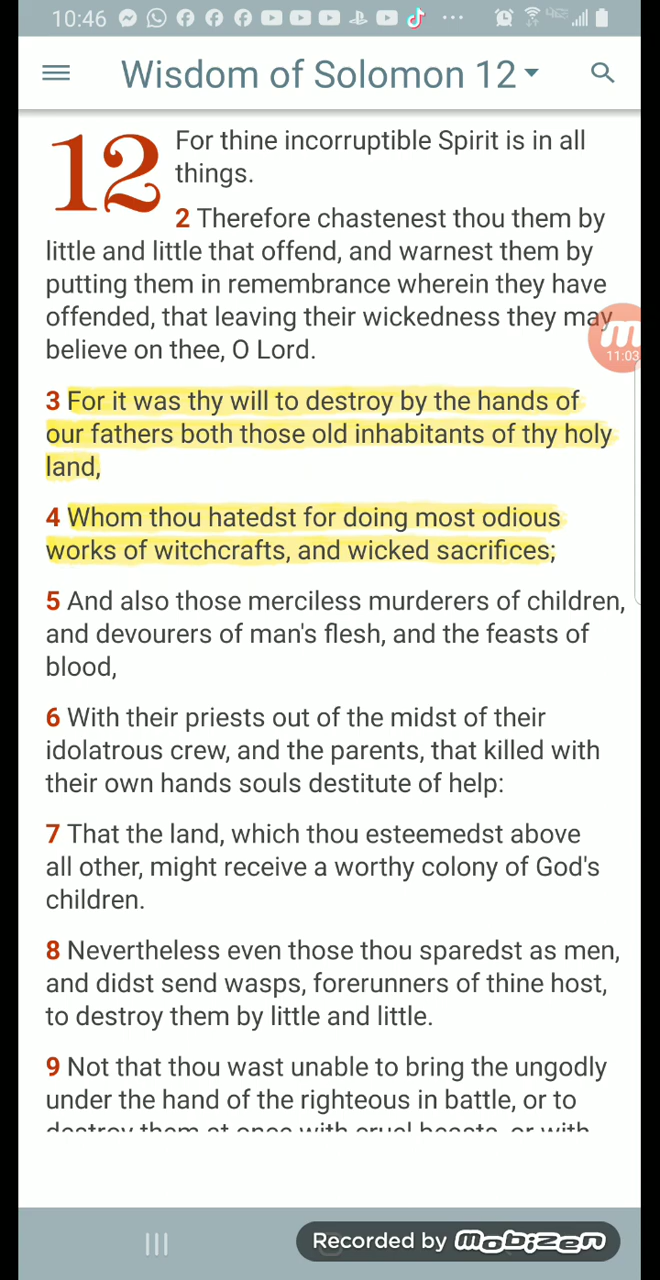 10:46
Wisdom of Solomon 12
12 For thine incorruptible Spirit is in all
things.
2 Therefore chastenest thou them by
little and little that offend, and warnest them by
putting them in remembrance wherein they have
offended, that leaving their wickedness they may
believe on thee, O Lord.
11:03
3 For it was thy will to destroy by the hands of
our fathers both those old inhabitants of thy holy
land,
4 Whom thou hatedst for doing most odious
works of witchcrafts, and wicked sacrifices;
5 And also those merciless murderers of children,
and devourers of man's flesh, and the feasts of
blood,
6 With their priests out of the midst of their
idolatrous crew, and the parents, that killed with
their own hands souls destitute of help:
7 That the land, which thou esteemedst above
all other, might receive a worthy colony of God's
children.
8 Nevertheless even those thou sparedst as men,
and didst send wasps, forerunners of thine host,
to destroy them by little and little.
9 Not that thou wast unable to bring the ungodly
under the hand of the righteous in battle, or to
destroy them at once with cruel beasts, or with
Recorded by mobizen